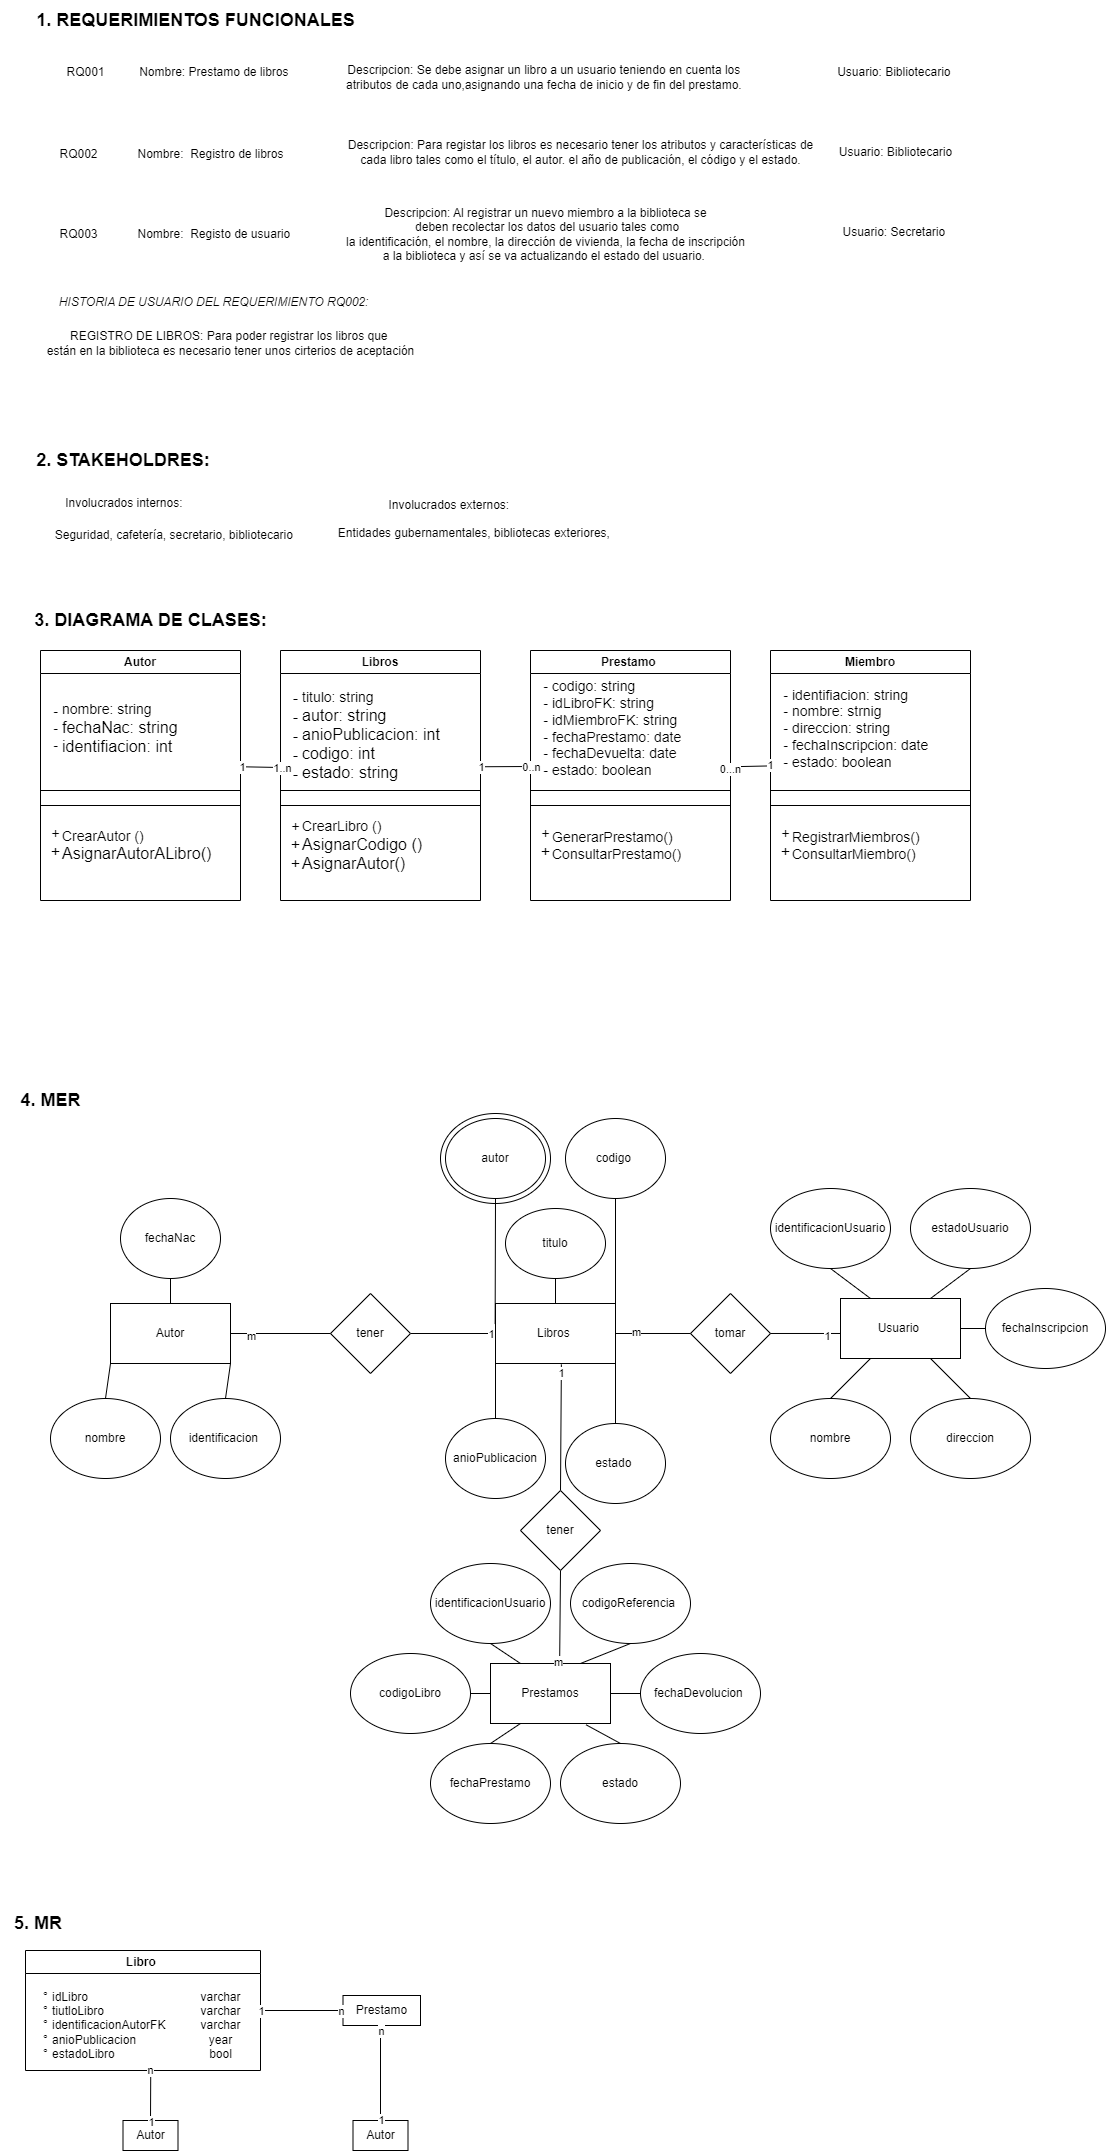 1. REQUERIMIENTOS FUNCIONALES
RQ001
Nombre: Prestamo de libros
Descripcion: Se debe asignar un libro a un usuario teniendo en cuenta los
atributos de cada uno,asignando una fecha de inicio y de fin del prestamo.
Usuario: Bibliotecario
RQ002
Nombre: Registro de libros
Descripcion: Para registar los libros es necesario tener los atributos y características de
cada libro tales como el título, el autor. el año de publicación, el código y el estado.
Usuario: Bibliotecario
RQ003
Nombre: Registo de usuario
Descripcion: Al registrar un nuevo miembro a la biblioteca se
deben recolectar los datos del usuario tales como
la identificación, el nombre, la dirección de vivienda, la fecha de inscripción
a la biblioteca y así se va actualizando el estado del usuario.
Usuario: Secretario
HISTORIA DE USUARIO DEL REQUERIMIENTO RQ002:
REGISTRO DE LIBROS: Para poder registrar los libros que
están en la biblioteca es necesario tener unos cirterios de aceptación
2. STAKEHOLDRES:
Involucrados internos:
Involucrados externos:
Seguridad, cafetería, secretario, bibliotecario
Entidades gubernamentales, bibliotecas exteriores,
3. DIAGRAMA DE CLASES:
Autor
- nombre: string
- fechaNac: string
- identifiacion: int
+ CrearAutor ()
+ AsignarAutorALibro()
1
1..n
Libros
- titulo: string
- autor: string
- anioPublicacion: int
- codigo: int
- estado: string
+ CrearLibro ()
+ AsignarCodigo ()
+ AsignarAutor()
1
0..n
Prestamo
- codigo: string
- idLibroFK: string
- idMiembroFK: string
- fechaPrestamo: date
- fechaDevuelta: date
- estado: boolean
+ GenerarPrestamo()
+ ConsultarPrestamo()
0...n
1
Miembro
- identifiacion: string
- nombre: strnig
- direccion: string
- fechaInscripcion: date
- estado: boolean
+ RegistrarMiembros()
+ ConsultarMiembro()
4. MER
autor
codigo
fechaNac
titulo
identificacionUsuario
estadoUsuario
Autor
m
tener
1
Libros
m
tomar
1
Usuario
fechaInscripcion
1
nombre
identificacion
anioPublicacion
estado
nombre
direccion
tener
identificacionUsuario
codigoReferencia
m
codigoLibro
Prestamos
fechaDevolucion
fechaPrestamo
estado
5. MR
Libro
° idLibro varchar
° tiutloLibro varchar
° identificacionAutorFK varchar
° anioPublicacion year
° estadoLibro bool
1
n
Prestamo
n
n
1
1
Autor
Autor